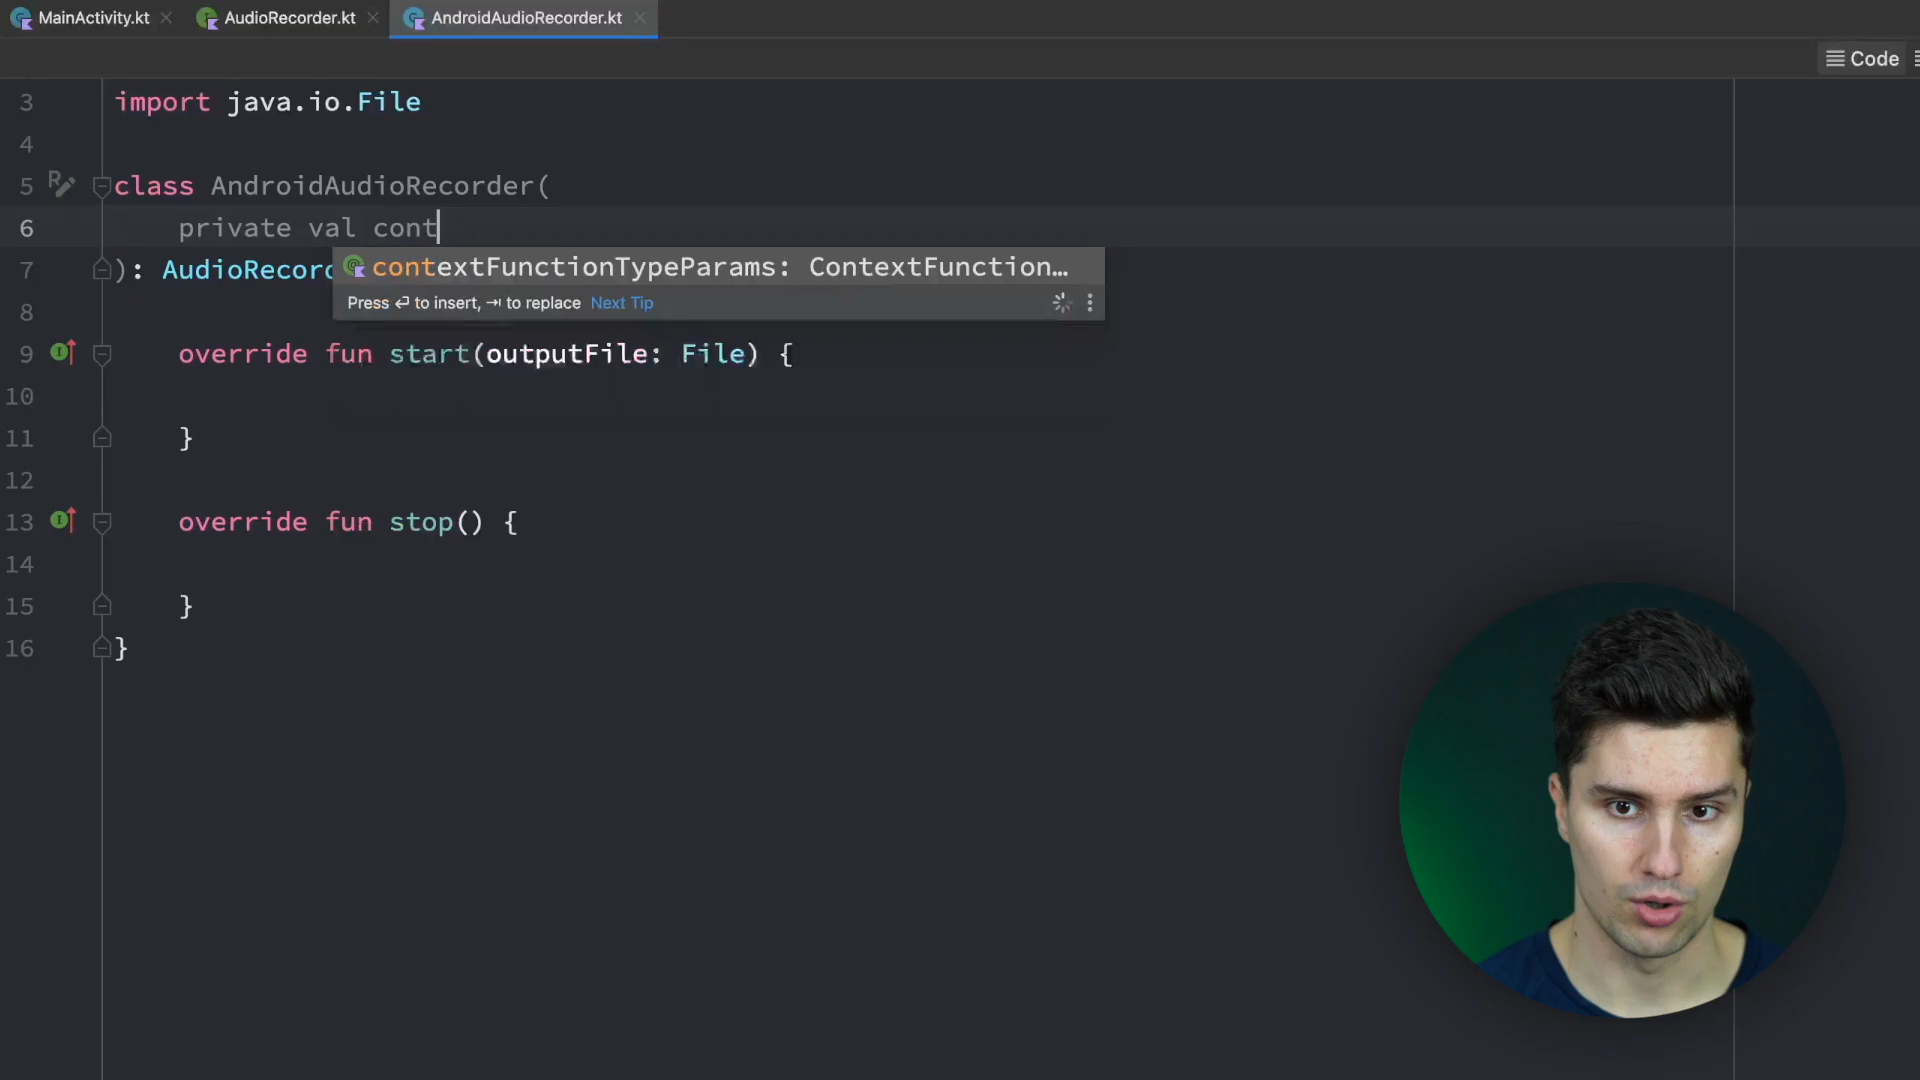 MainActivity.kt AudioRecorder.kt AndroidAudioRecorder.kt
Code
3 import java.io.File
4
5 class AndroidAudioRecorder(
6 private val cont
contextFunctionTypeParams: ContextFunction…
7 ): AudioRecord
Press ⏎ to insert, ⇥ to replace Next Tip
8
9 override fun start(outputFile: File) {
10
11 }
12
13 override fun stop() {
14
15 }
16 }